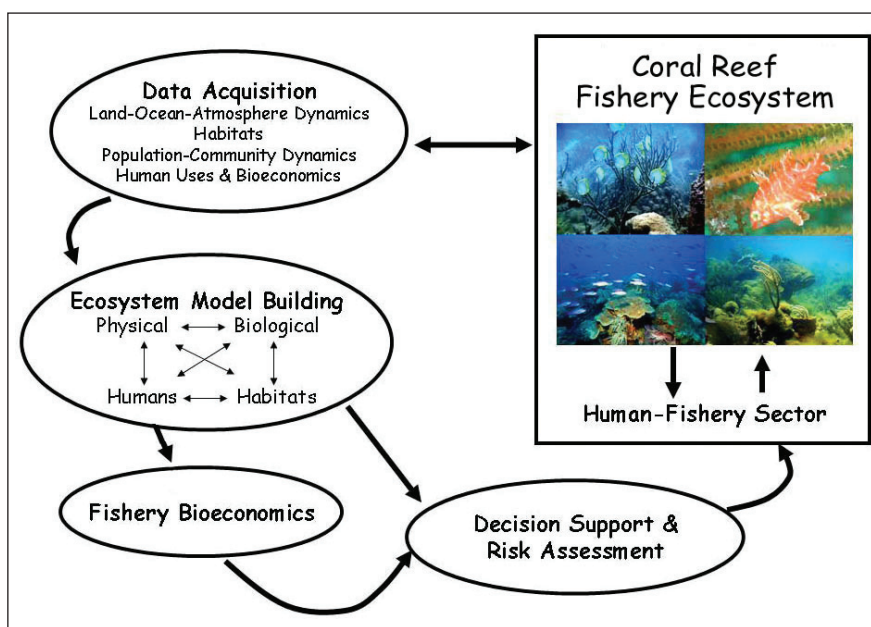 Data Acquisition
Land-Ocean-Atmosphere Dynamics
Habitats
Population-Community Dynamics
Human Uses & Bioeconomics
Coral Reef
Fishery Ecosystem
Ecosystem Model Building
Physical Biological
Humans Habitats
Human-Fishery Sector
Fishery Bioeconomics
Decision Support &
Risk Assessment